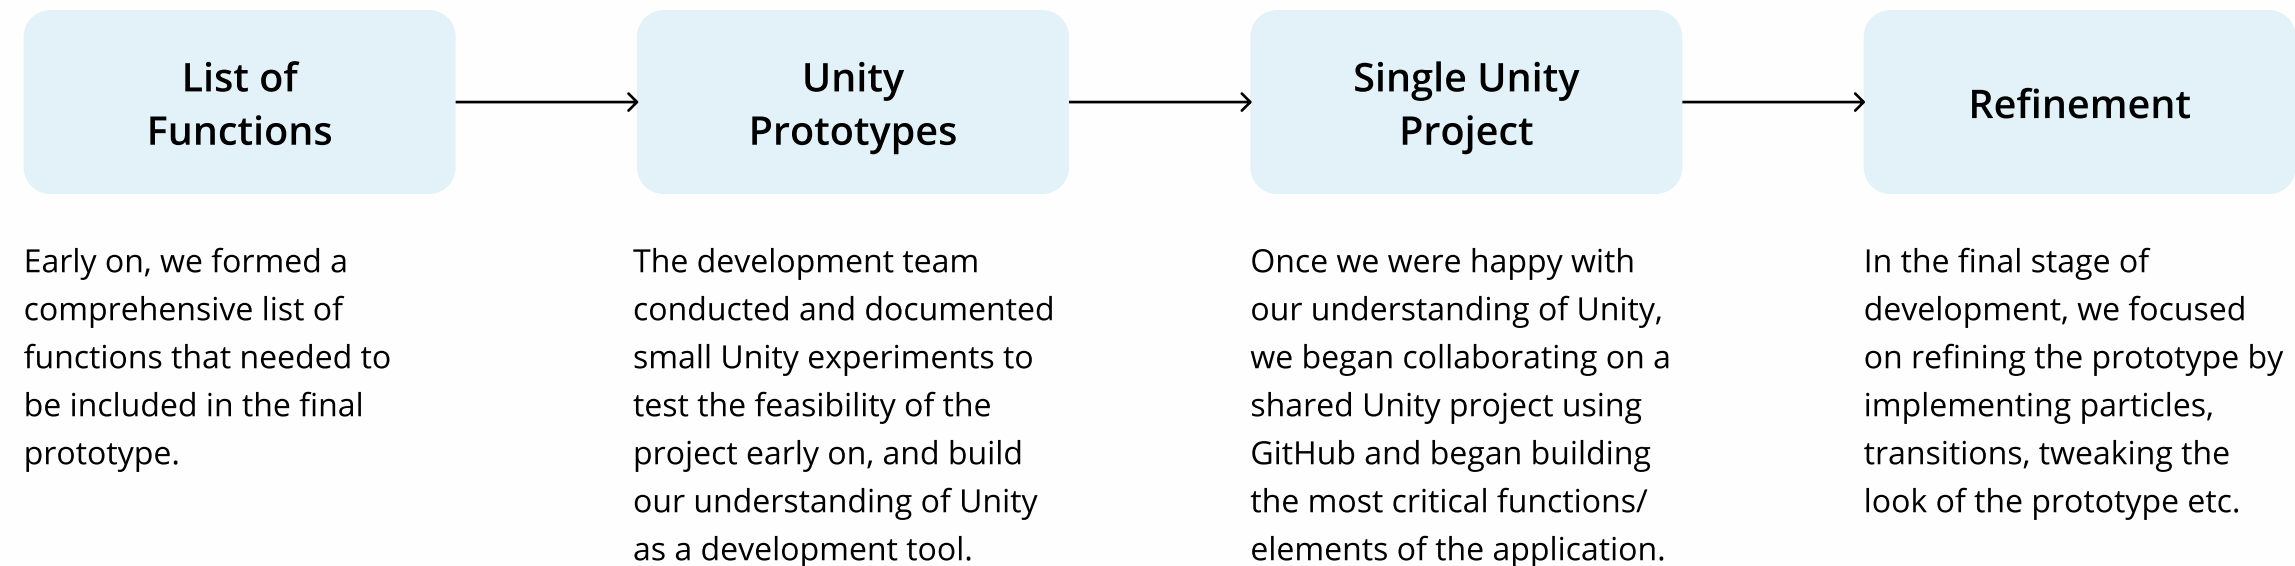 List of
Functions
Unity
Prototypes
Single Unity
Project
Refinement
Early on, we formed a
comprehensive list of
functions that needed to
be included in the final
prototype.
The development team
conducted and documented
small Unity experiments to
test the feasibility of the
project early on, and build
our understanding of Unity
as a development tool.
Once we were happy with
our understanding of Unity,
we began collaborating on a
shared Unity project using
GitHub and began building
the most critical functions/
elements of the application.
In the final stage of
development, we focused
on refining the prototype by
implementing particles,
transitions, tweaking the
look of the prototype etc.